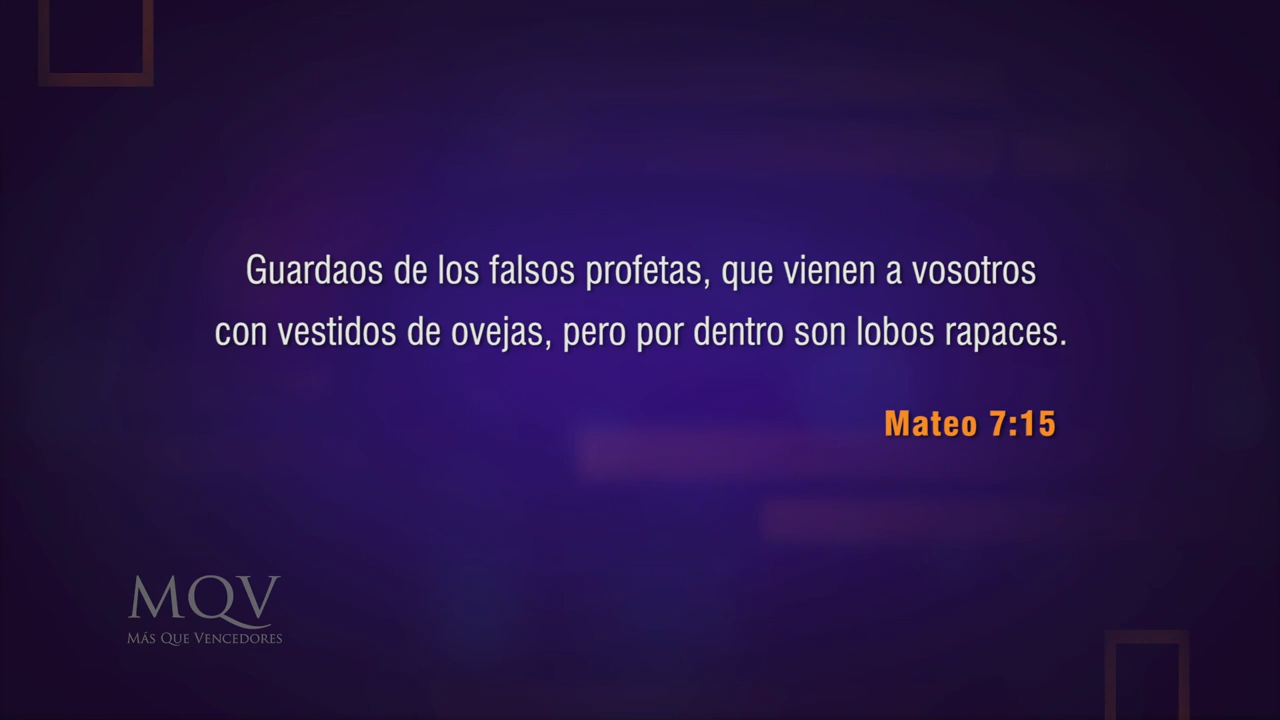 Guardaos de los falsos profetas, que vienen a vosotros
con vestidos de ovejas, pero por dentro son lobos rapaces.
Mateo 7:15
MQV
Más Que Vencedores